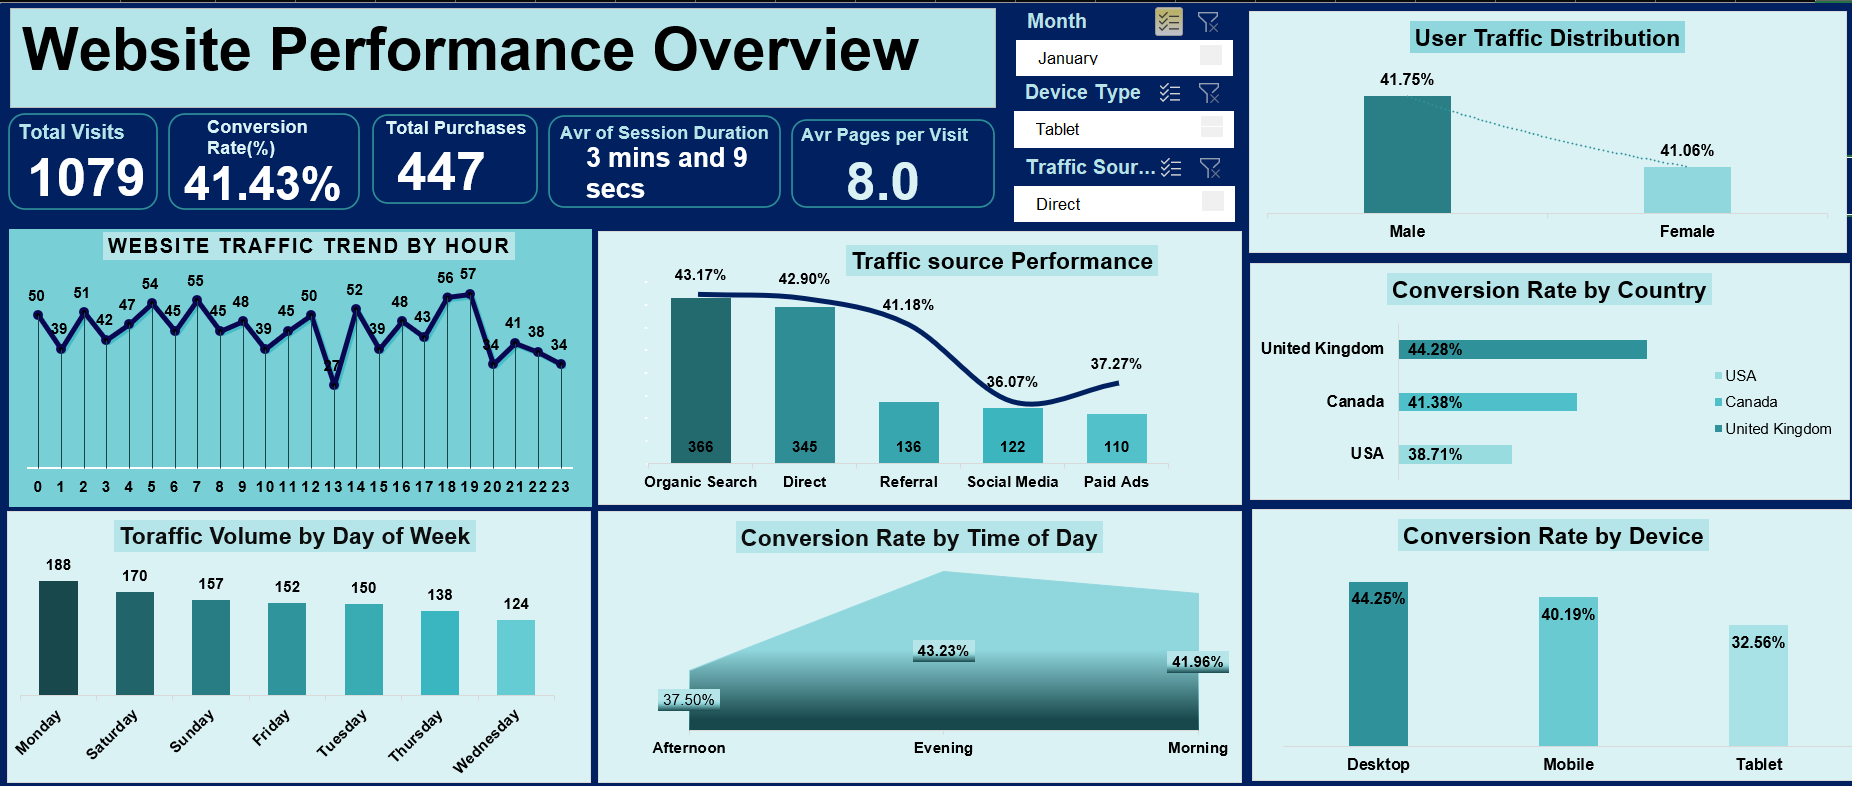 Website Performance Overview
Total Visits
1079
Conversion
Rate(%)
41.43%
Total Purchases
447
Avr of Session Duration
3 mins and 9
secs
Avr Pages per Visit
8.0
Month
January
Device Type
Tablet
Traffic Sour...
Direct
User Traffic Distribution
41.75%
41.06%
Male Female
WEBSITE TRAFFIC TREND BY HOUR
50 39 51 42 47 54 45 55 45 48 39 45 50 27 52 39 48 43 56 57 34 41 38 34
0 1 2 3 4 5 6 7 8 9 10 11 12 13 14 15 16 17 18 19 20 21 22 23
Traffic source Performance
43.17% 42.90% 41.18% 36.07% 37.27%
366 345 136 122 110
Organic Search Direct Referral Social Media Paid Ads
Conversion Rate by Country
United Kingdom 44.28%
Canada 41.38%
USA 38.71%
USA
Canada
United Kingdom
Toraffic Volume by Day of Week
188 170 157 152 150 138 124
Monday Saturday Sunday Friday Tuesday Thursday Wednesday
Conversion Rate by Time of Day
37.50% 43.23% 41.96%
Afternoon Evening Morning
Conversion Rate by Device
44.25% 40.19% 32.56%
Desktop Mobile Tablet